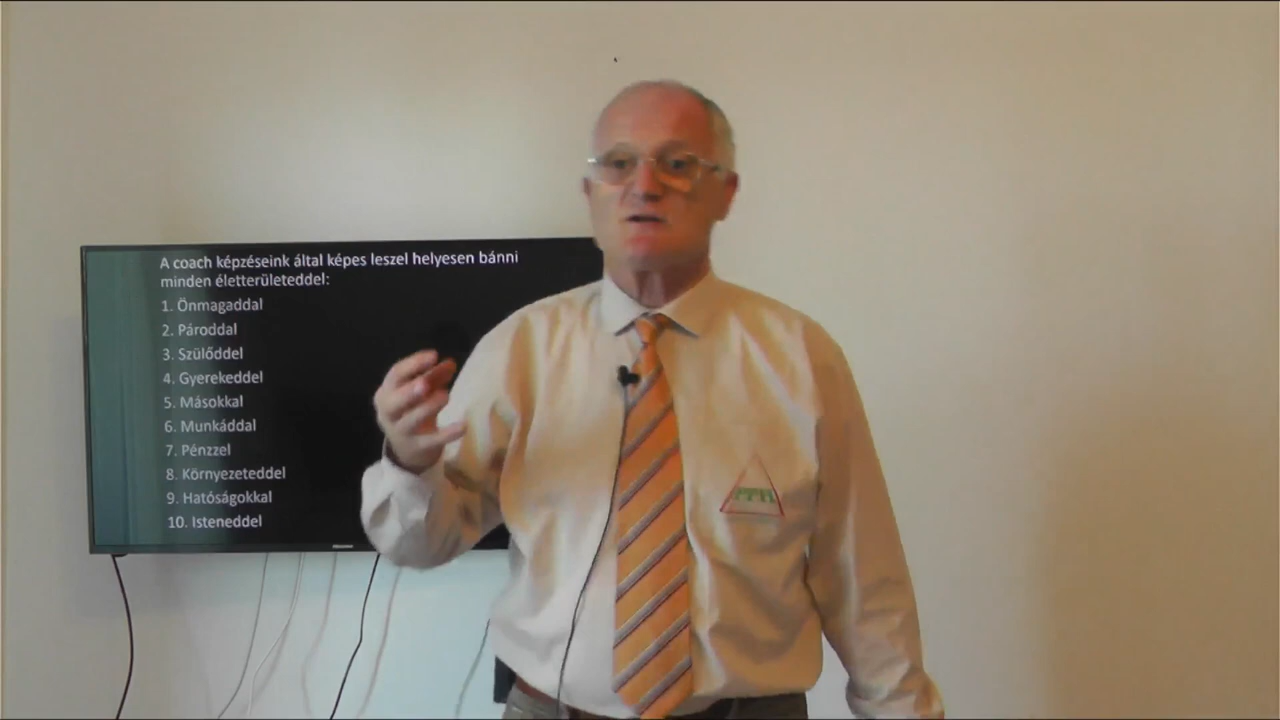 A coach képzéseink által képes leszel helyesen bánni
minden életterületeddel:
1. Önmagaddal
2. Pároddal
3. Szülőddel
4. Gyerekeddel
5. Másokkal
6. Munkáddal
7. Pénzzel
8. Környezeteddel
9. Hatóságokkal
10. Isteneddel